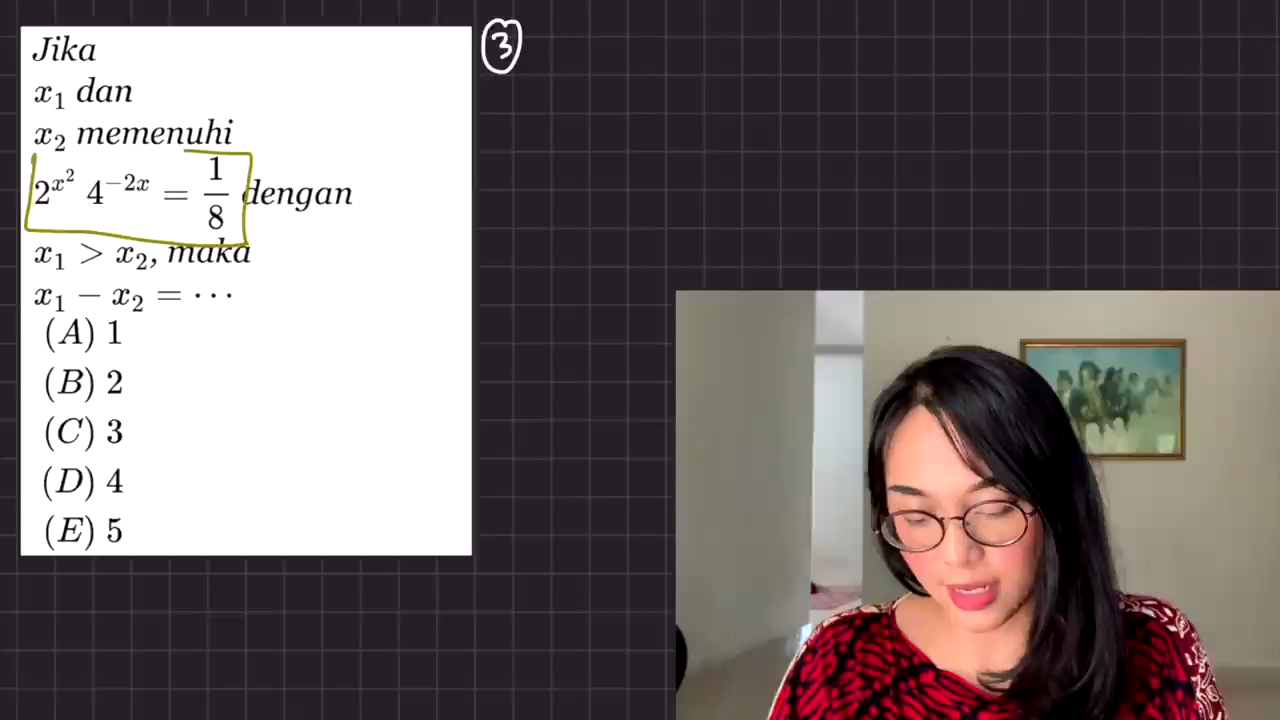 Jika
x₁ dan
x₂ memenuhi
2^{x²} 4^{-2x} = 1/8 dengan
x₁ > x₂, maka
x₁ − x₂ = ⋯
(A) 1
(B) 2
(C) 3
(D) 4
(E) 5
3